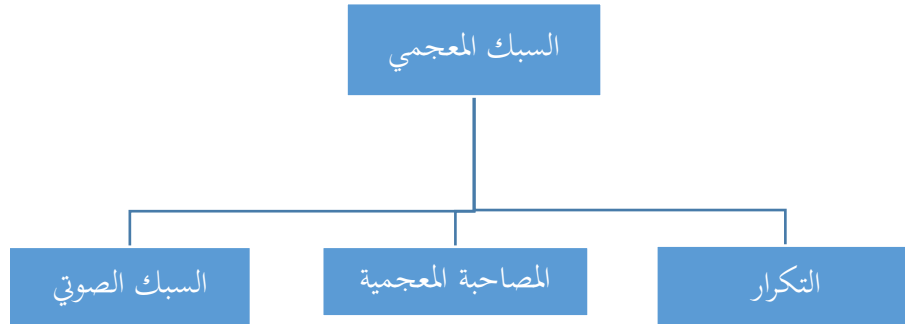 السبك المعجمي
التكرار
المصاحبة المعجمية
السبك الصوتي